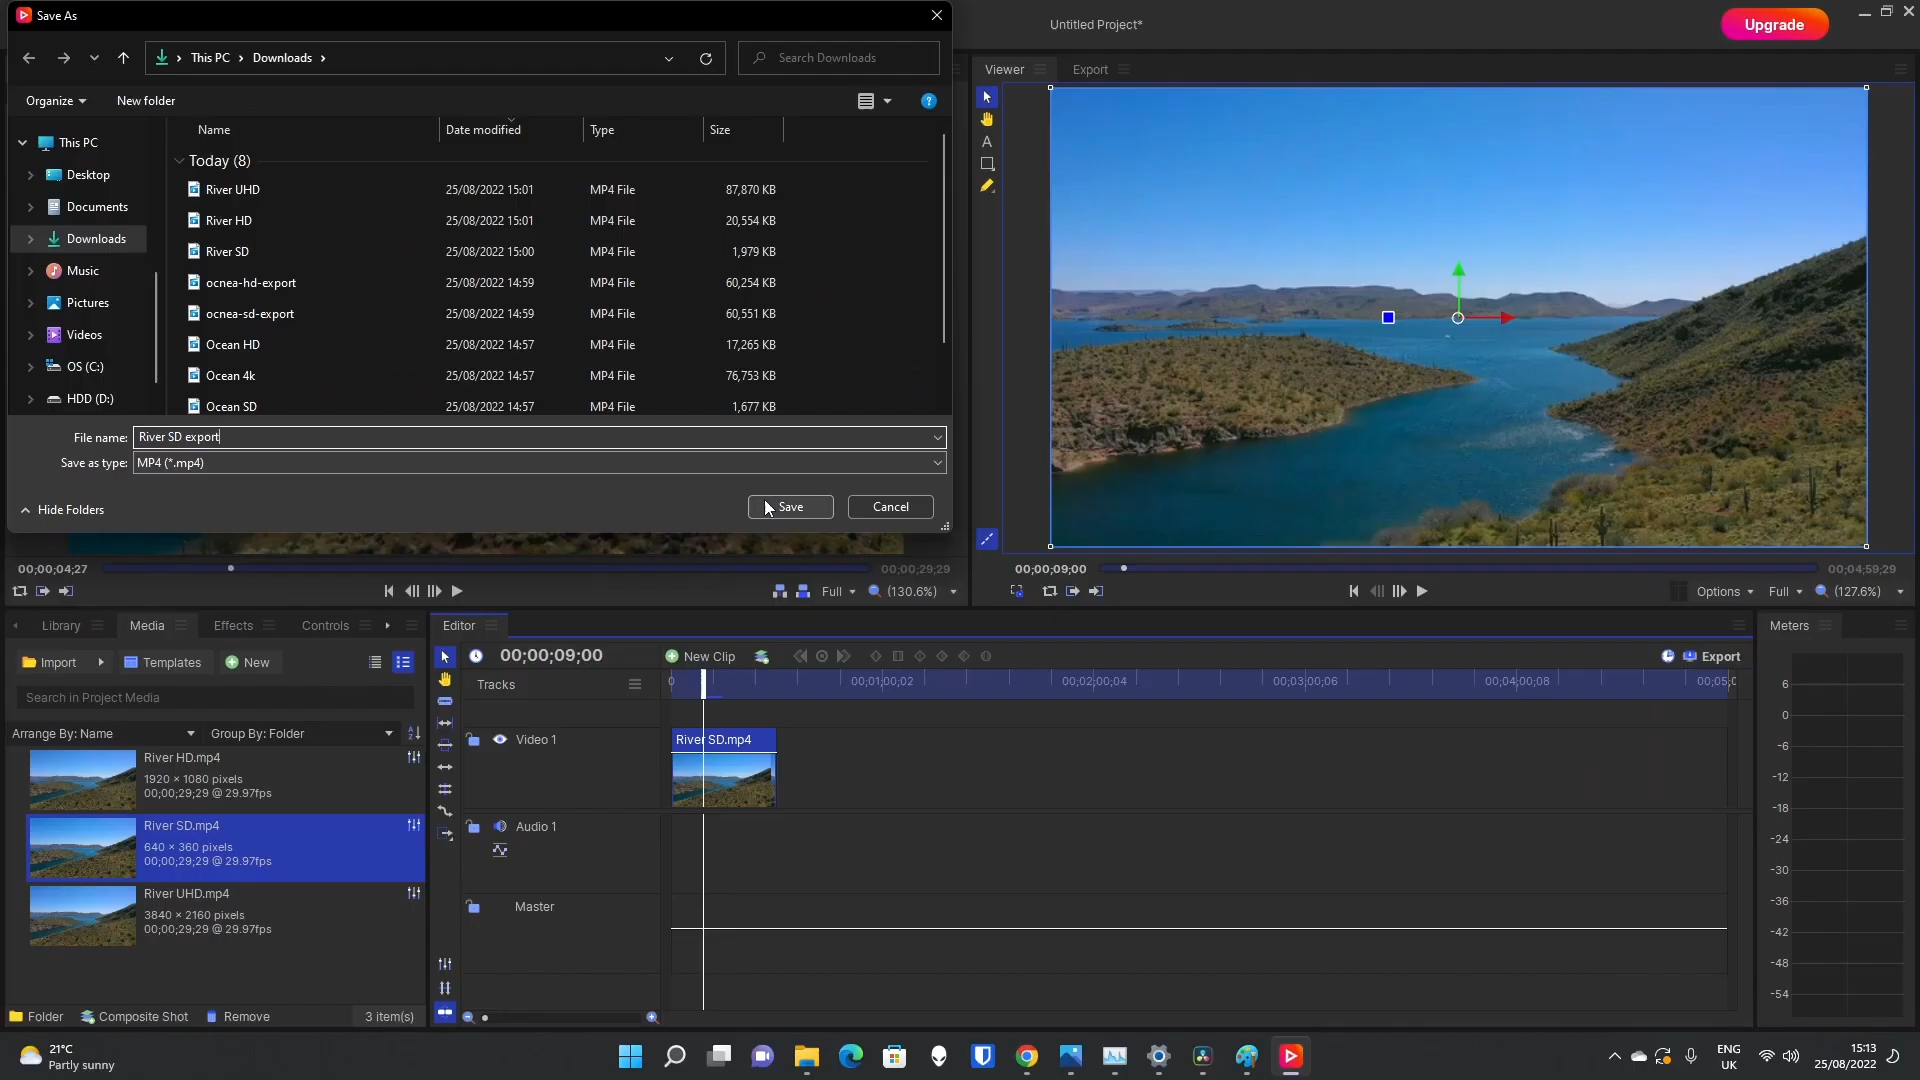 Save As
Untitled Project*
Upgrade
This PC › Downloads ›
Search Downloads
Organize
New folder
Name
Date modified
Type
Size
This PC
Desktop
Documents
Downloads
Music
Pictures
Videos
OS (C:)
HDD (D:)
Today (8)
River UHD 25/08/2022 15:01 MP4 File 87,870 KB
River HD 25/08/2022 15:01 MP4 File 20,554 KB
River SD 25/08/2022 15:00 MP4 File 1,979 KB
ocnea-hd-export 25/08/2022 14:59 MP4 File 60,254 KB
ocnea-sd-export 25/08/2022 14:59 MP4 File 60,551 KB
Ocean HD 25/08/2022 14:57 MP4 File 17,265 KB
Ocean 4k 25/08/2022 14:57 MP4 File 76,753 KB
Ocean SD 25/08/2022 14:57 MP4 File 1,677 KB
File name: River SD export
Save as type: MP4 (*.mp4)
Hide Folders
Save
Cancel
Viewer
Export
A
00;00;04;27
00;00;29;29
Full
(130.6%)
00;00;09;00
00;04;59;29
Options
Full
(127.6%)
Library
Media
Effects
Controls
Import
Templates
New
Search in Project Media
Arrange By: Name
Group By: Folder
River HD.mp4
1920 × 1080 pixels
00;00;29;29 @ 29.97fps
River SD.mp4
640 × 360 pixels
00;00;29;29 @ 29.97fps
River UHD.mp4
3840 × 2160 pixels
00;00;29;29 @ 29.97fps
Folder
Composite Shot
Remove
3 item(s)
Editor
00;00;09;00
New Clip
Export
Tracks
0
00;01;00;02
00;02;00;04
00;03;00;06
00;04;00;08
00;05;0
Video 1
River SD.mp4
Audio 1
Master
Meters
6
0
-6
-12
-18
-24
-30
-36
-42
-48
-54
21°C
Partly sunny
ENG
UK
15:13
25/08/2022